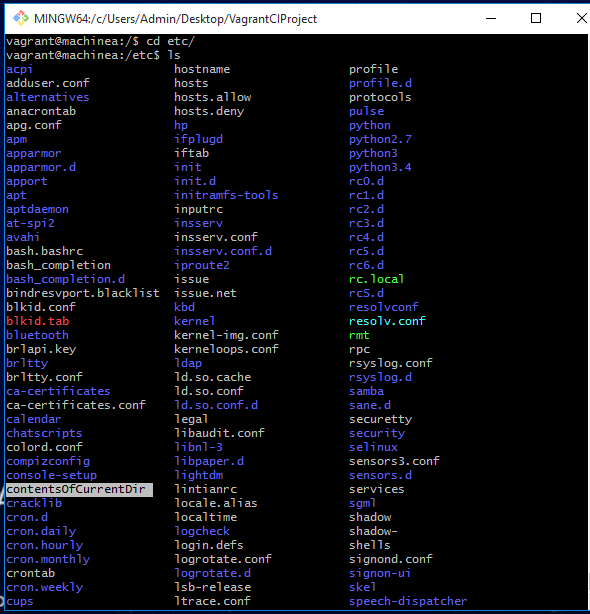 MINGW64:/c/Users/Admin/Desktop/VagrantCIProject
vagrant@machinea:/$ cd etc/
vagrant@machinea:/etc$ ls
acpi hostname profile
adduser.conf hosts profile.d
alternatives hosts.allow protocols
anacrontab hosts.deny pulse
apg.conf hp python
apm ifplugd python2.7
apparmor iftab python3
apparmor.d init python3.4
apport init.d rc0.d
apt initramfs-tools rc1.d
aptdaemon inputrc rc2.d
at-spi2 insserv rc3.d
avahi insserv.conf rc4.d
bash.bashrc insserv.conf.d rc5.d
bash_completion iproute2 rc6.d
bash_completion.d issue rc.local
bindresvport.blacklist issue.net rcS.d
blkid.conf kbd resolvconf
blkid.tab kernel resolv.conf
bluetooth kernel-img.conf rmt
brlapi.key kerneloops.conf rpc
brltty ldap rsyslog.conf
brltty.conf ld.so.cache rsyslog.d
ca-certificates ld.so.conf samba
ca-certificates.conf ld.so.conf.d sane.d
calendar legal securetty
chatscripts libaudit.conf security
colord.conf libnl-3 selinux
compizconfig libpaper.d sensors3.conf
console-setup lightdm sensors.d
contentsOfCurrentDir lintianrc services
cracklib locale.alias sgml
cron.d localtime shadow
cron.daily logcheck shadow-
cron.hourly login.defs shells
cron.monthly logrotate.conf signond.conf
crontab logrotate.d signon-ui
cron.weekly lsb-release skel
cups ltrace.conf speech-dispatcher